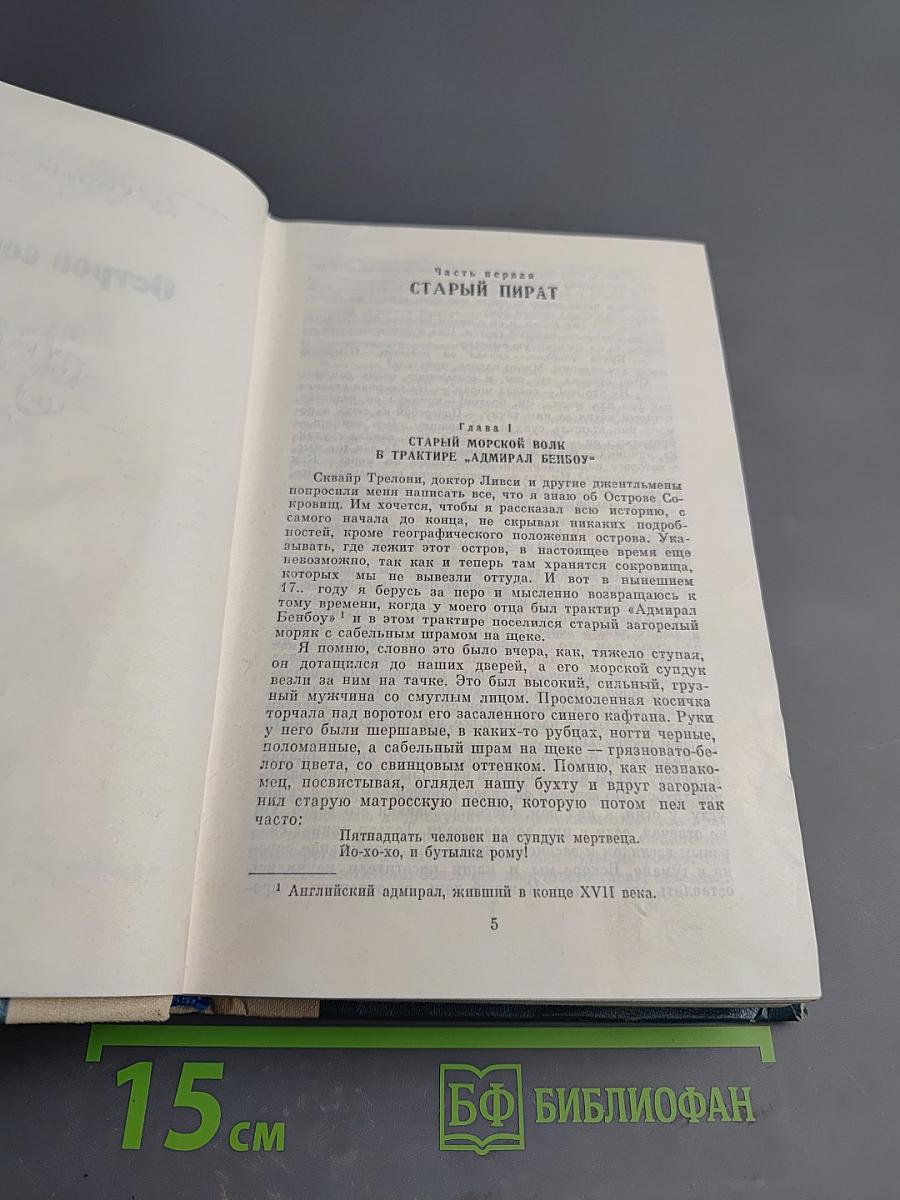 Часть первая
СТАРЫЙ ПИРАТ
Глава I
СТАРЫЙ МОРСКОЙ ВОЛК
В ТРАКТИРЕ „АДМИРАЛ БЕНБОУ“
Сквайр Трелони, доктор Ливси и другие джентльмены
попросили меня написать все, что я знаю об Острове Со-
кровищ. Им хочется, чтобы я рассказал всю историю, с
самого начала до конца, не скрывая никаких подроб-
ностей, кроме географического положения острова. Ука-
зывать, где лежит этот остров, в настоящее время еще
невозможно, так как и теперь там хранятся сокровища,
которых мы не вывезли оттуда. И вот в нынешнем
17.. году я берусь за перо и мысленно возвращаюсь к
тому времени, когда у моего отца был трактир «Адмирал
Бенбоу» ¹ и в этом трактире поселился старый загорелый
моряк с сабельным шрамом на щеке.
Я помню, словно это было вчера, как, тяжело ступая,
он дотащился до наших дверей, а его морской сундук
везли за ним на тачке. Это был высокий, сильный, груз-
ный мужчина со смуглым лицом. Просмоленная косичка
торчала над воротом его засаленного синего кафтана. Руки
у него были шершавые, в каких-то рубцах, ногти черные,
поломанные, а сабельный шрам на щеке — грязновато-бе-
лого цвета, со свинцовым оттенком. Помню, как незнако-
мец, посвистывая, оглядел нашу бухту и вдруг загорла-
нил старую матросскую песню, которую потом пел так
часто:
Пятнадцать человек на сундук мертвеца.
Йо-хо-хо, и бутылка рому!
¹ Английский адмирал, живший в конце XVII века.
5
15 см
БФ БИБЛИОФАН